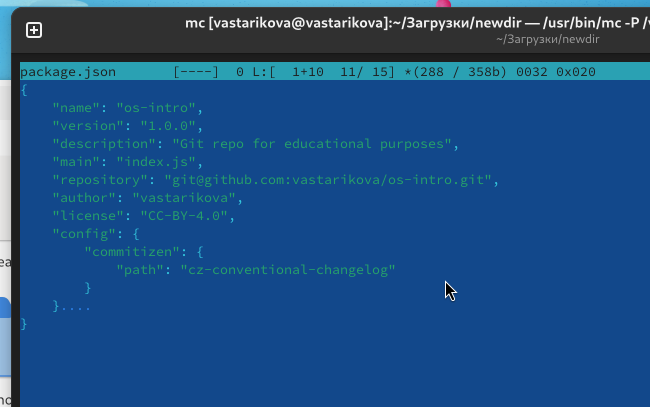 mc [vastarikova@vastarikova]:~/Загрузки/newdir — /usr/bin/mc -P /v
~/Загрузки/newdir
package.json [----] 0 L:[ 1+10 11/ 15] *(288 / 358b) 0032 0x020
{
    "name": "os-intro",
    "version": "1.0.0",
    "description": "Git repo for educational purposes",
    "main": "index.js",
    "repository": "git@github.com:vastarikova/os-intro.git",
    "author": "vastarikova",
    "license": "CC-BY-4.0",
    "config": {
        "commitizen": {
            "path": "cz-conventional-changelog"
        }
    }....
}